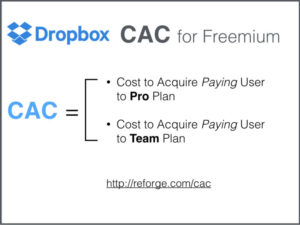 Dropbox CAC for Freemium
• Cost to Acquire Paying User
to Pro Plan
CAC =
• Cost to Acquire Paying User
to Team Plan
http://reforge.com/cac